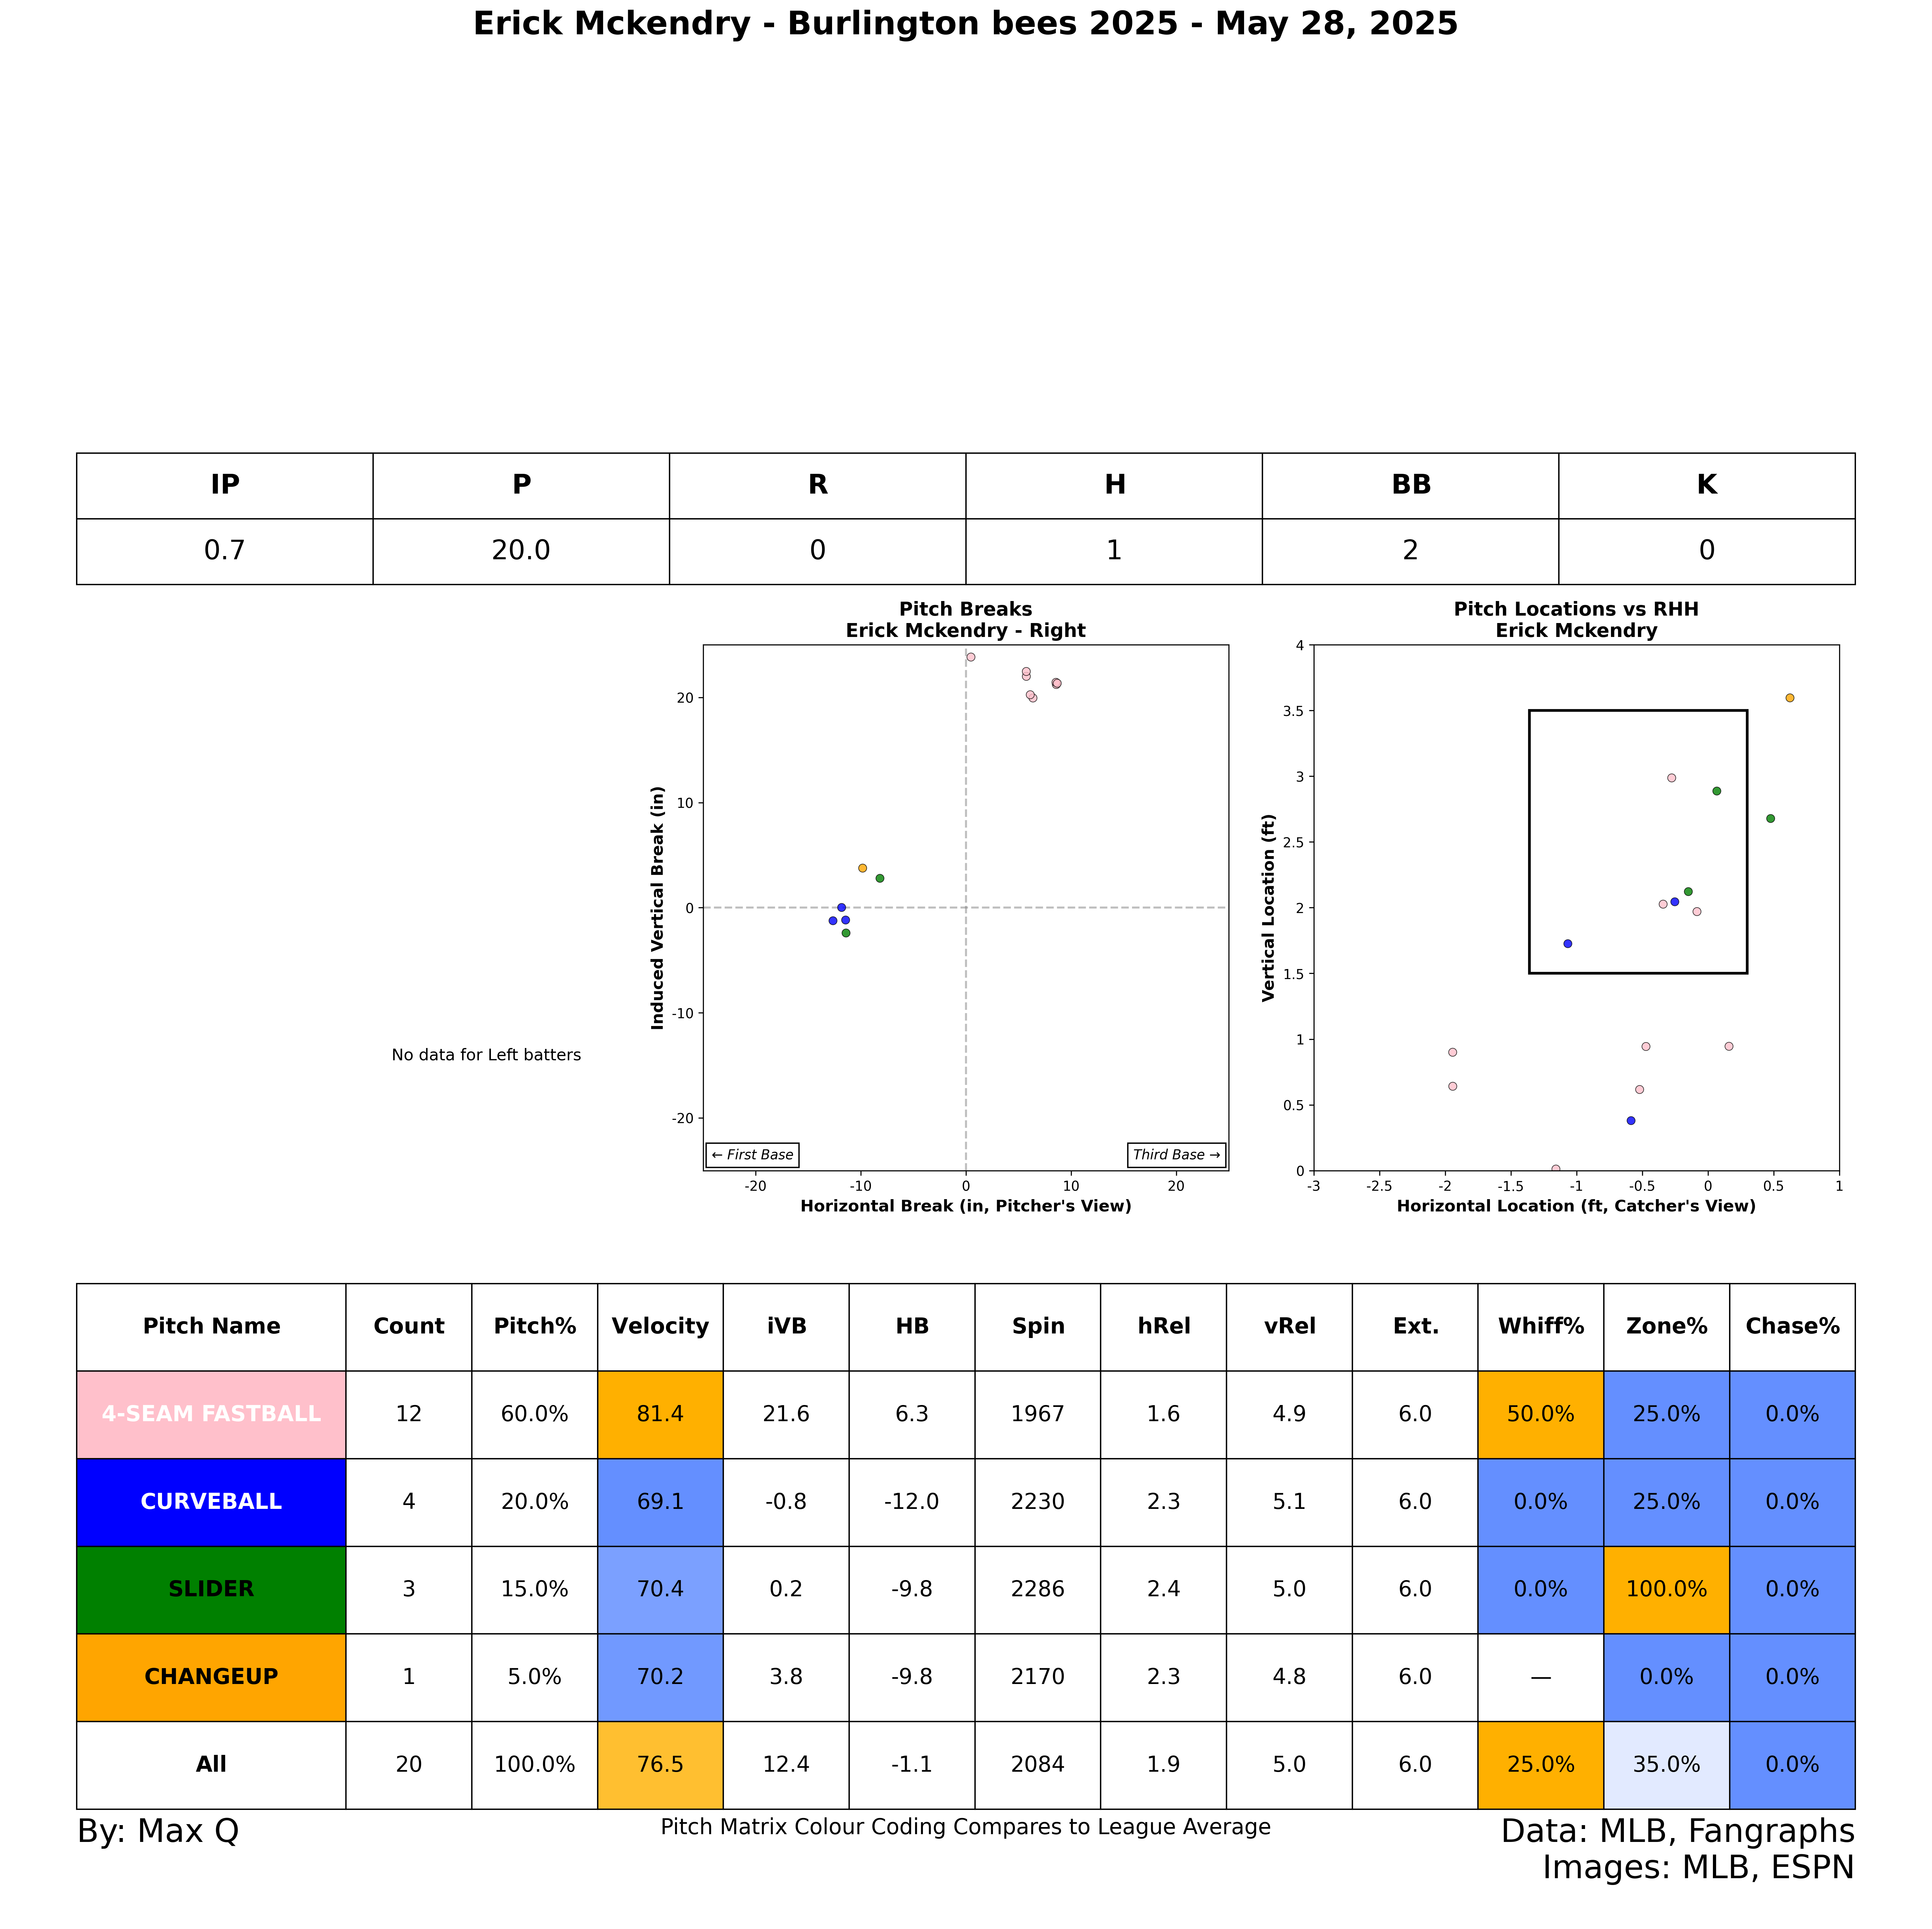 Erick Mckendry - Burlington bees 2025 - May 28, 2025
IP P R H BB K
0.7 20.0 0 1 2 0
No data for Left batters
Pitch Breaks
Erick Mckendry - Right
Induced Vertical Break (in)
20
10
0
-10
-20
← First Base Third Base →
-20 -10 0 10 20
Horizontal Break (in, Pitcher's View)
Pitch Locations vs RHH
Erick Mckendry
Vertical Location (ft)
4
3.5
3
2.5
2
1.5
1
0.5
0
-3 -2.5 -2 -1.5 -1 -0.5 0 0.5 1
Horizontal Location (ft, Catcher's View)
Pitch Name Count Pitch% Velocity iVB HB Spin hRel vRel Ext. Whiff% Zone% Chase%
4-SEAM FASTBALL 12 60.0% 81.4 21.6 6.3 1967 1.6 4.9 6.0 50.0% 25.0% 0.0%
CURVEBALL 4 20.0% 69.1 -0.8 -12.0 2230 2.3 5.1 6.0 0.0% 25.0% 0.0%
SLIDER 3 15.0% 70.4 0.2 -9.8 2286 2.4 5.0 6.0 0.0% 100.0% 0.0%
CHANGEUP 1 5.0% 70.2 3.8 -9.8 2170 2.3 4.8 6.0 — 0.0% 0.0%
All 20 100.0% 76.5 12.4 -1.1 2084 1.9 5.0 6.0 25.0% 35.0% 0.0%
By: Max Q
Pitch Matrix Colour Coding Compares to League Average
Data: MLB, Fangraphs
Images: MLB, ESPN